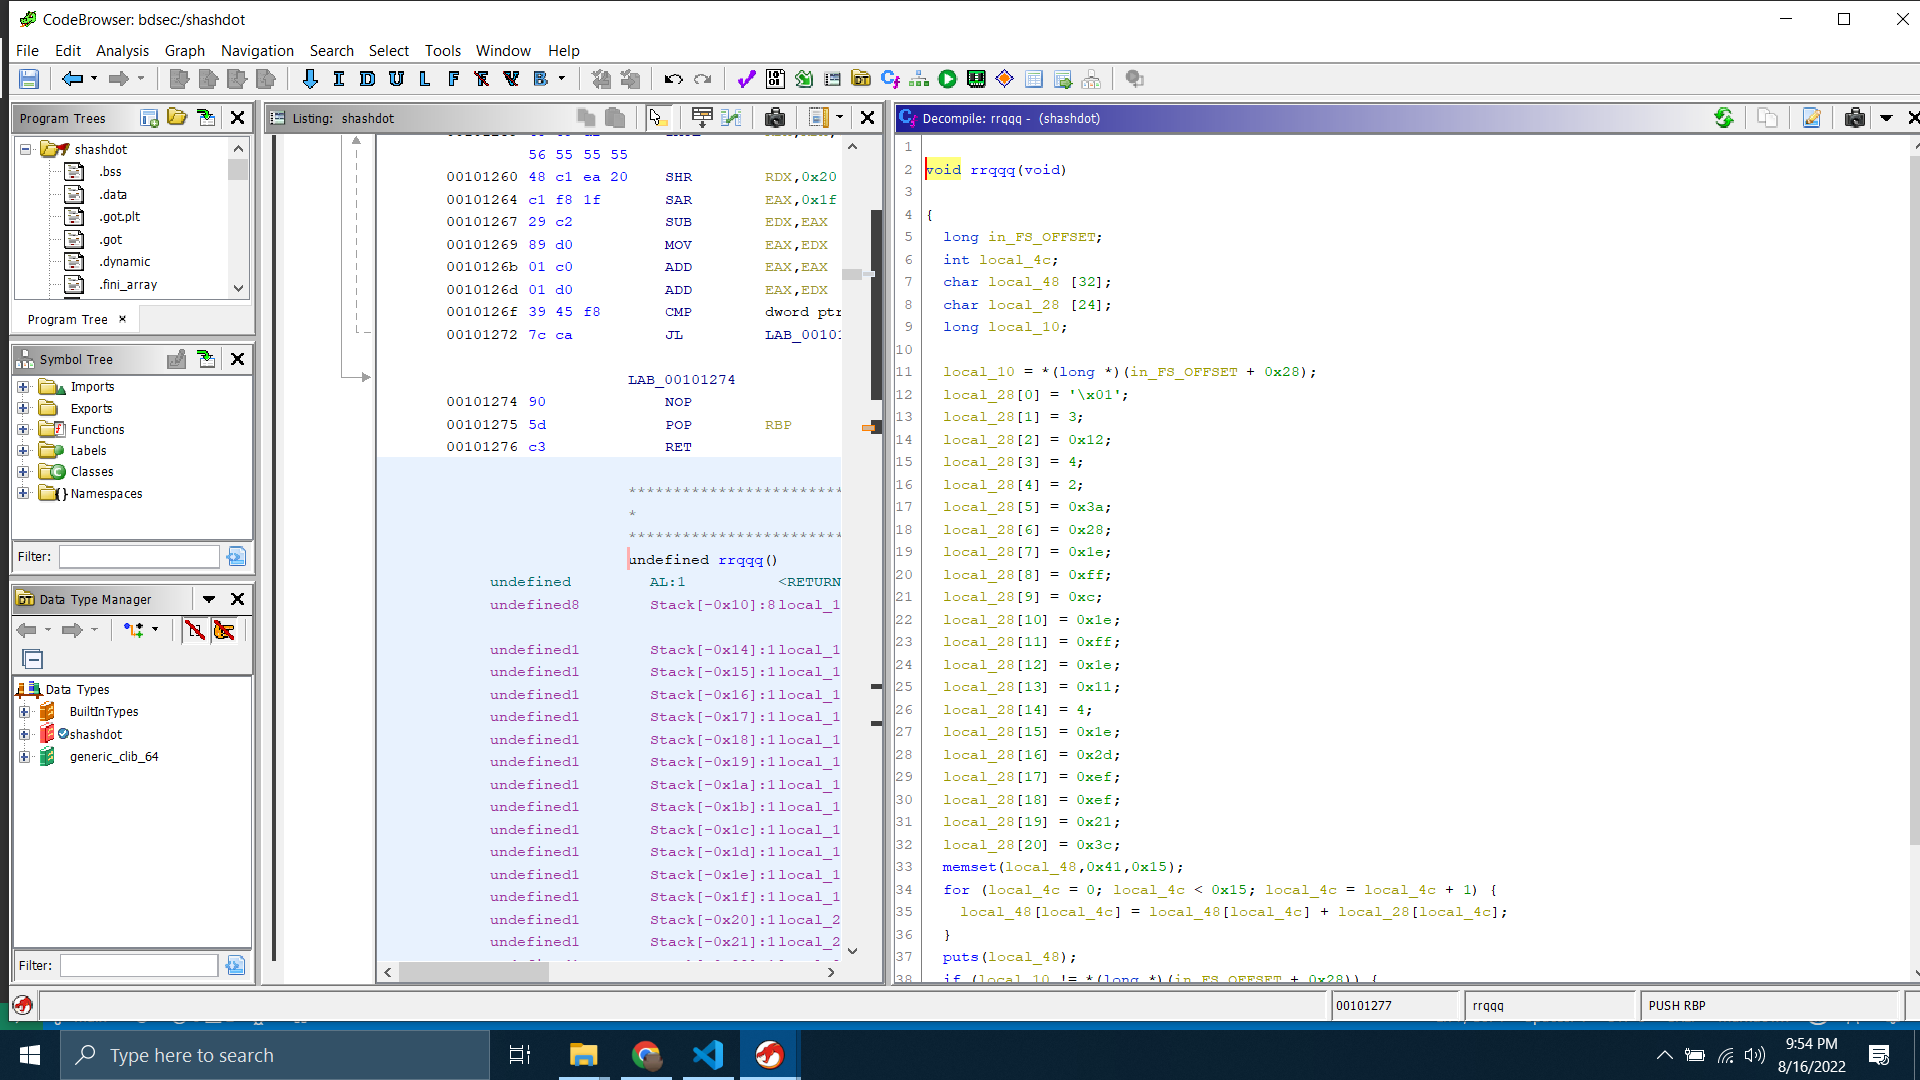 CodeBrowser: bdsec:/shashdot
File Edit Analysis Graph Navigation Search Select Tools Window Help
I D U L F V B
Program Trees
shashdot
.bss
.data
.got.plt
.got
.dynamic
.fini_array
Program Tree ×
Symbol Tree
Imports
Exports
Functions
Labels
Classes
Namespaces
Filter:
Data Type Manager
Data Types
BuiltInTypes
shashdot
generic_clib_64
Filter:
Listing: shashdot
56 55 55 55
00101260 48 c1 ea 20 SHR RDX,0x20
00101264 c1 f8 1f SAR EAX,0x1f
00101267 29 c2 SUB EDX,EAX
00101269 89 d0 MOV EAX,EDX
0010126b 01 c0 ADD EAX,EAX
0010126d 01 d0 ADD EAX,EDX
0010126f 39 45 f8 CMP dword ptr
00101272 7c ca JL LAB_00101
LAB_00101274
00101274 90 NOP
00101275 5d POP RBP
00101276 c3 RET
************************
*
************************
undefined rrqqq()
undefined AL:1 <RETURN
undefined8 Stack[-0x10]:8 local_1
undefined1 Stack[-0x14]:1 local_1
undefined1 Stack[-0x15]:1 local_1
undefined1 Stack[-0x16]:1 local_1
undefined1 Stack[-0x17]:1 local_1
undefined1 Stack[-0x18]:1 local_1
undefined1 Stack[-0x19]:1 local_1
undefined1 Stack[-0x1a]:1 local_1
undefined1 Stack[-0x1b]:1 local_1
undefined1 Stack[-0x1c]:1 local_1
undefined1 Stack[-0x1d]:1 local_1
undefined1 Stack[-0x1e]:1 local_1
undefined1 Stack[-0x1f]:1 local_1
undefined1 Stack[-0x20]:1 local_2
undefined1 Stack[-0x21]:1 local_2
Decompile: rrqqq - (shashdot)
1
2 void rrqqq(void)
3
4 {
5 long in_FS_OFFSET;
6 int local_4c;
7 char local_48 [32];
8 char local_28 [24];
9 long local_10;
10
11 local_10 = *(long *)(in_FS_OFFSET + 0x28);
12 local_28[0] = '\x01';
13 local_28[1] = 3;
14 local_28[2] = 0x12;
15 local_28[3] = 4;
16 local_28[4] = 2;
17 local_28[5] = 0x3a;
18 local_28[6] = 0x28;
19 local_28[7] = 0x1e;
20 local_28[8] = 0xff;
21 local_28[9] = 0xc;
22 local_28[10] = 0x1e;
23 local_28[11] = 0xff;
24 local_28[12] = 0x1e;
25 local_28[13] = 0x11;
26 local_28[14] = 4;
27 local_28[15] = 0x1e;
28 local_28[16] = 0x2d;
29 local_28[17] = 0xef;
30 local_28[18] = 0xef;
31 local_28[19] = 0x21;
32 local_28[20] = 0x3c;
33 memset(local_48,0x41,0x15);
34 for (local_4c = 0; local_4c < 0x15; local_4c = local_4c + 1) {
35 local_48[local_4c] = local_48[local_4c] + local_28[local_4c];
36 }
37 puts(local_48);
38 if (local_10 != *(long *)(in_FS_OFFSET + 0x28)) {
00101277 rrqqq PUSH RBP
Type here to search
9:54 PM
8/16/2022